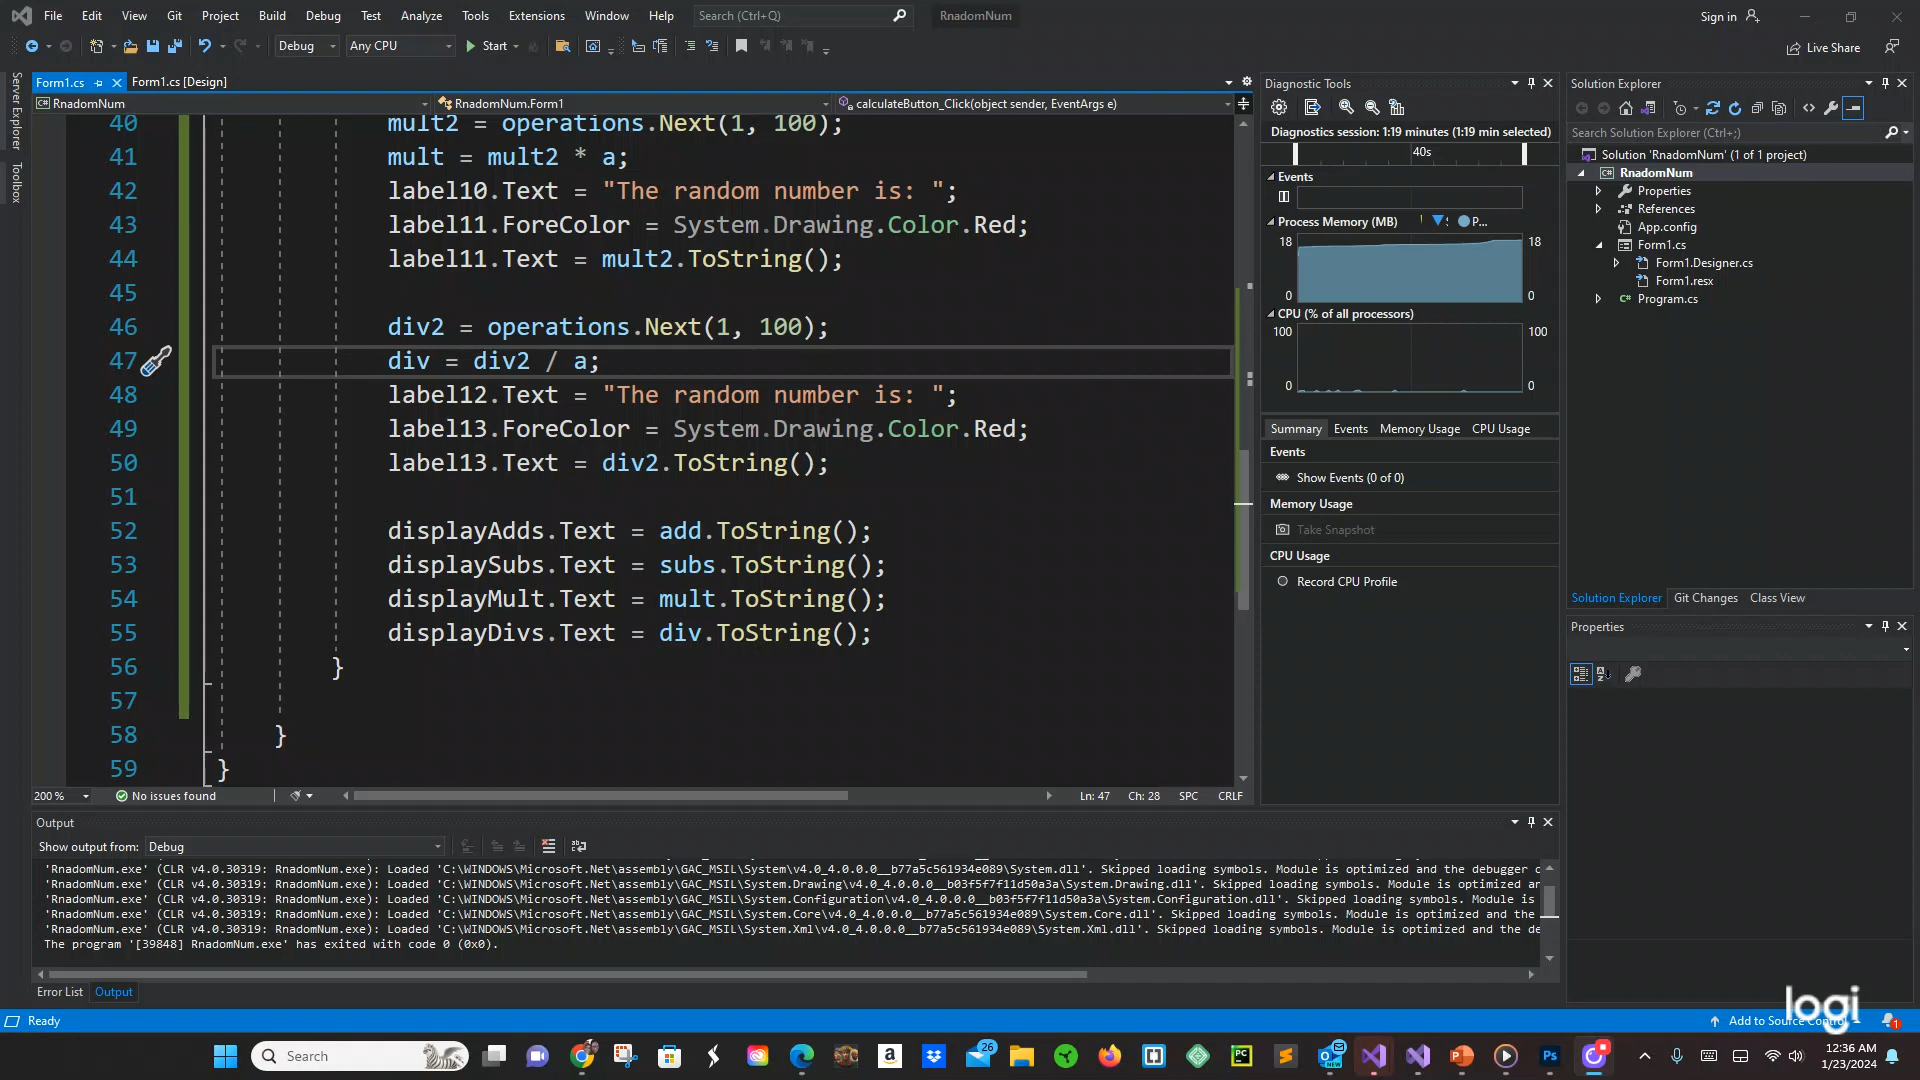 File Edit View Git Project Build Debug Test Analyze Tools Extensions Window Help Search (Ctrl+Q) RnadomNum Sign in
Debug Any CPU Start Live Share
Form1.cs Form1.cs [Design]
RnadomNum RnadomNum.Form1 calculateButton_Click(object sender, EventArgs e)
Server Explorer
Toolbox
40 mult2 = operations.Next(1, 100);
41 mult = mult2 * a;
42 label10.Text = "The random number is: ";
43 label11.ForeColor = System.Drawing.Color.Red;
44 label11.Text = mult2.ToString();
45
46 div2 = operations.Next(1, 100);
47 div = div2 / a;
48 label12.Text = "The random number is: ";
49 label13.ForeColor = System.Drawing.Color.Red;
50 label13.Text = div2.ToString();
51
52 displayAdds.Text = add.ToString();
53 displaySubs.Text = subs.ToString();
54 displayMult.Text = mult.ToString();
55 displayDivs.Text = div.ToString();
56 }
57
58 }
59 }
200 % No issues found Ln: 47 Ch: 28 SPC CRLF
Diagnostic Tools
Diagnostics session: 1:19 minutes (1:19 min selected)
40s
Events
Process Memory (MB) P...
18 18
0 0
CPU (% of all processors)
100 100
0 0
Summary Events Memory Usage CPU Usage
Events
Show Events (0 of 0)
Memory Usage
Take Snapshot
CPU Usage
Record CPU Profile
Solution Explorer
Search Solution Explorer (Ctrl+;)
Solution 'RnadomNum' (1 of 1 project)
C# RnadomNum
Properties
References
App.config
Form1.cs
Form1.Designer.cs
Form1.resx
C# Program.cs
Solution Explorer Git Changes Class View
Properties
Output
Show output from: Debug
'RnadomNum.exe' (CLR v4.0.30319: RnadomNum.exe): Loaded 'C:\WINDOWS\Microsoft.Net\assembly\GAC_MSIL\System\v4.0_4.0.0.0__b77a5c561934e089\System.dll'. Skipped loading symbols. Module is optimized and the debugger
'RnadomNum.exe' (CLR v4.0.30319: RnadomNum.exe): Loaded 'C:\WINDOWS\Microsoft.Net\assembly\GAC_MSIL\System.Drawing\v4.0_4.0.0.0__b03f5f7f11d50a3a\System.Drawing.dll'. Skipped loading symbols. Module is optimized
'RnadomNum.exe' (CLR v4.0.30319: RnadomNum.exe): Loaded 'C:\WINDOWS\Microsoft.Net\assembly\GAC_MSIL\System.Configuration\v4.0_4.0.0.0__b03f5f7f11d50a3a\System.Configuration.dll'. Skipped loading symbols. Module is
'RnadomNum.exe' (CLR v4.0.30319: RnadomNum.exe): Loaded 'C:\WINDOWS\Microsoft.Net\assembly\GAC_MSIL\System.Core\v4.0_4.0.0.0__b77a5c561934e089\System.Core.dll'. Skipped loading symbols. Module is optimized and the
'RnadomNum.exe' (CLR v4.0.30319: RnadomNum.exe): Loaded 'C:\WINDOWS\Microsoft.Net\assembly\GAC_MSIL\System.Xml\v4.0_4.0.0.0__b77a5c561934e089\System.Xml.dll'. Skipped loading symbols. Module is optimized and the
The program '[39848] RnadomNum.exe' has exited with code 0 (0x0).
Error List Output
Ready Add to Source Control 1
logi
Search 26 12:36 AM
1/23/2024